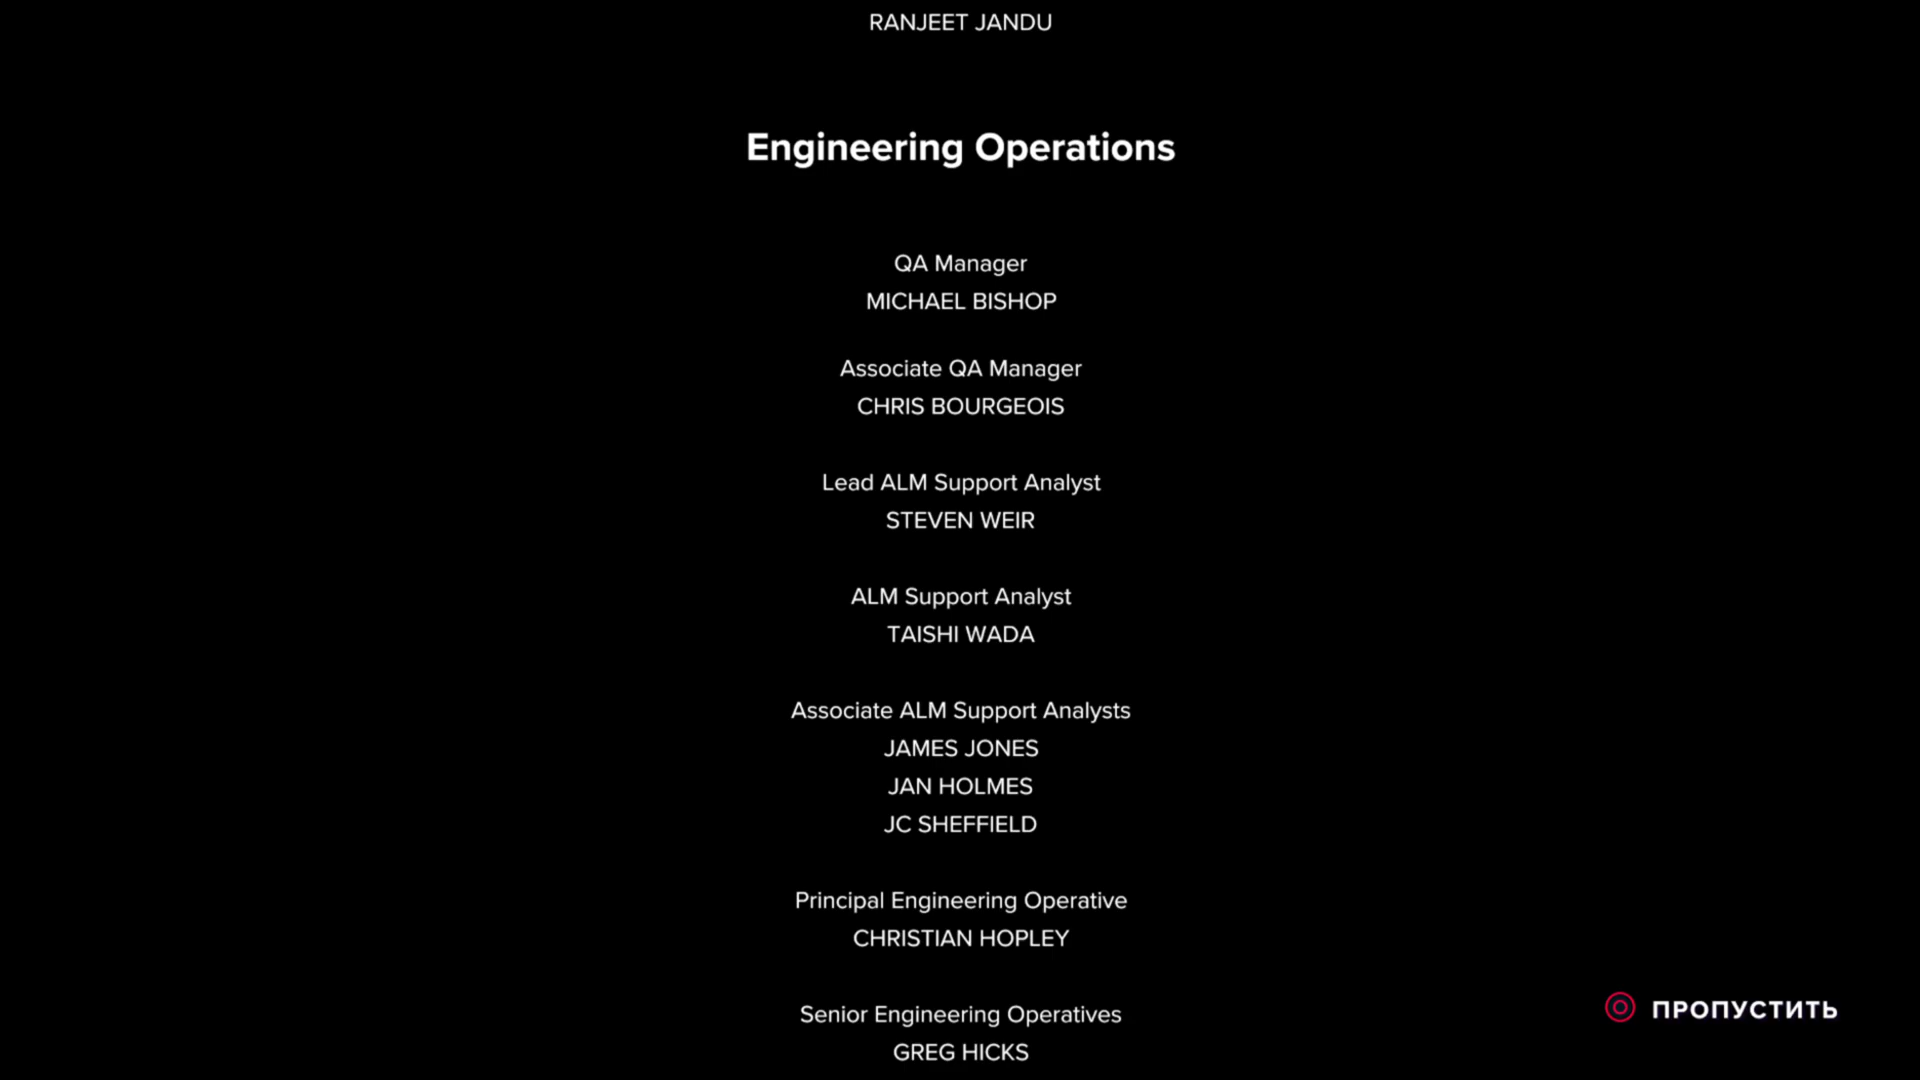 RANJEET JANDU
Engineering Operations
QA Manager
MICHAEL BISHOP
Associate QA Manager
CHRIS BOURGEOIS
Lead ALM Support Analyst
STEVEN WEIR
ALM Support Analyst
TAISHI WADA
Associate ALM Support Analysts
JAMES JONES
JAN HOLMES
JC SHEFFIELD
Principal Engineering Operative
CHRISTIAN HOPLEY
Senior Engineering Operatives
GREG HICKS
ПРОПУСТИТЬ